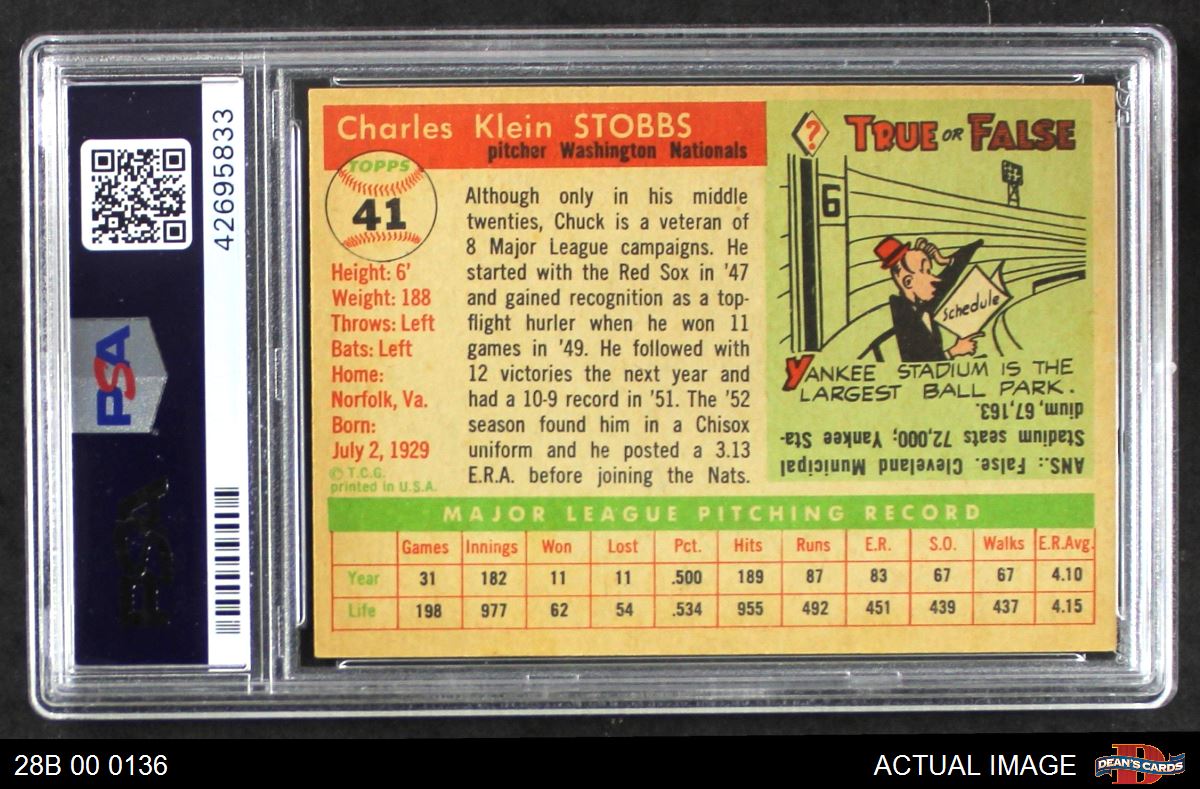 42695833
PSA
PSA
Charles Klein STOBBS
pitcher Washington Nationals
TOPPS
41
Height: 6'
Weight: 188
Throws: Left
Bats: Left
Home:
Norfolk, Va.
Born:
July 2, 1929
© T.C.G.
printed in U.S.A.
Although only in his middle
twenties, Chuck is a veteran of
8 Major League campaigns. He
started with the Red Sox in '47
and gained recognition as a top-
flight hurler when he won 11
games in '49. He followed with
12 victories the next year and
had a 10-9 record in '51. The '52
season found him in a Chisox
uniform and he posted a 3.13
E.R.A. before joining the Nats.
? TRUE OR FALSE
6
Schedule
YANKEE STADIUM IS THE
LARGEST BALL PARK.
ANS.: False. Cleveland Municipal
Stadium seats 72,000; Yankee Sta-
dium, 67,163.
MAJOR LEAGUE PITCHING RECORD
Games Innings Won Lost Pct. Hits Runs E.R. S.O. Walks E.R.Avg.
Year 31 182 11 11 .500 189 87 83 67 67 4.10
Life 198 977 62 54 .534 955 492 451 439 437 4.15
28B 00 0136
ACTUAL IMAGE
D
DEAN'S CARDS